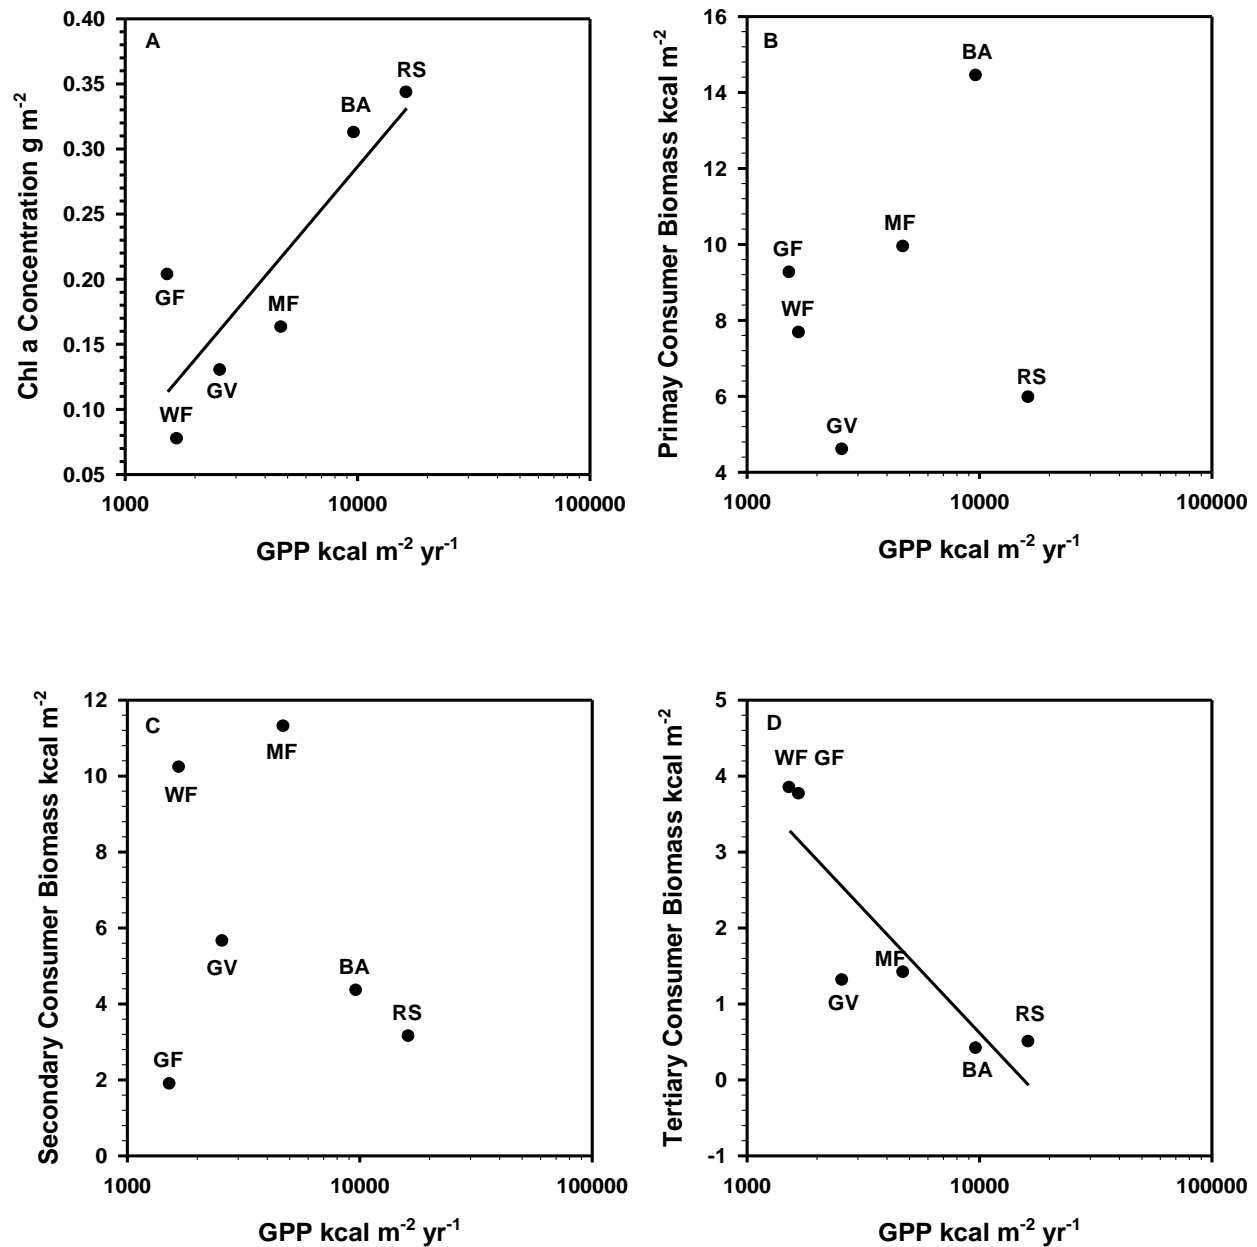 A
Chl a Concentration g m-2
0.40
0.35
0.30
0.25
0.20
0.15
0.10
0.05
RS
BA
GF
MF
GV
WF
1000 10000 100000
GPP kcal m-2 yr-1
B
Primay Consumer Biomass kcal m-2
16
14
12
10
8
6
4
BA
MF
GF
WF
RS
GV
1000 10000 100000
GPP kcal m-2 yr-1
C
Secondary Consumer Biomass kcal m-2
12
10
8
6
4
2
0
MF
WF
GV
BA
RS
GF
1000 10000 100000
GPP kcal m-2 yr-1
D
Tertiary Consumer Biomass kcal m-2
5
4
3
2
1
0
-1
WF GF
MF
GV
RS
BA
1000 10000 100000
GPP kcal m-2 yr-1